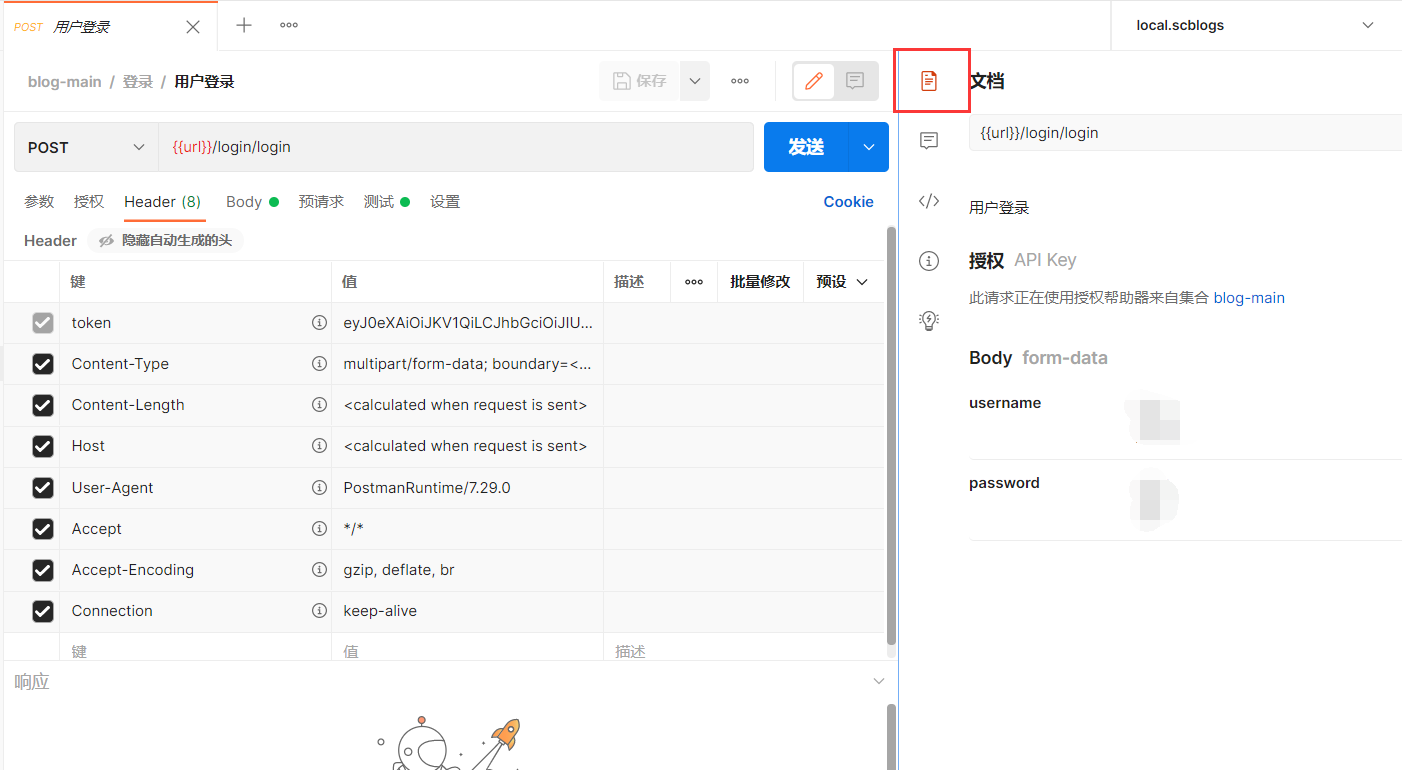 POST 用户登录
local.scblogs
blog-main / 登录 / 用户登录
保存
文档
POST
{{url}}/login/login
发送
{{url}}/login/login
参数 授权 Header (8) Body 预请求 测试 设置
Cookie
用户登录
Header 隐藏自动生成的头
授权 API Key
键 值 描述 批量修改 预设
此请求正在使用授权帮助器来自集合 blog-main
token eyJ0eXAiOiJKV1QiLCJhbGciOiJIU...
Content-Type multipart/form-data; boundary=<...
Body form-data
Content-Length <calculated when request is sent>
username
Host <calculated when request is sent>
User-Agent PostmanRuntime/7.29.0
password
Accept */*
Accept-Encoding gzip, deflate, br
Connection keep-alive
键 值 描述
响应